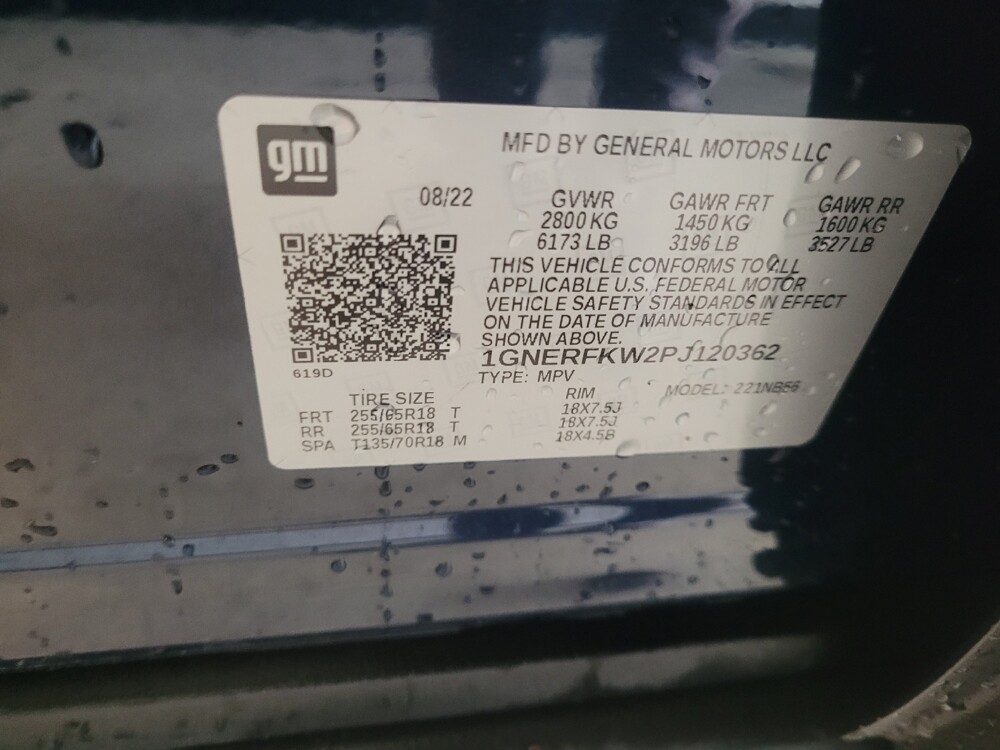 gm
MFD BY GENERAL MOTORS LLC
08/22 GVWR GAWR FRT GAWR RR
2800 KG 1450 KG 1600 KG
6173 LB 3196 LB 3527 LB
THIS VEHICLE CONFORMS TO ALL
APPLICABLE U.S. FEDERAL MOTOR
VEHICLE SAFETY STANDARDS IN EFFECT
ON THE DATE OF MANUFACTURE
SHOWN ABOVE.
1GNERFKW2PJ120362
619D
TYPE: MPV MODEL: 221NB56
TIRE SIZE RIM
FRT 255/65R18 T 18X7.5J
RR 255/65R18 T 18X7.5J
SPA T135/70R18 M 18X4.5B